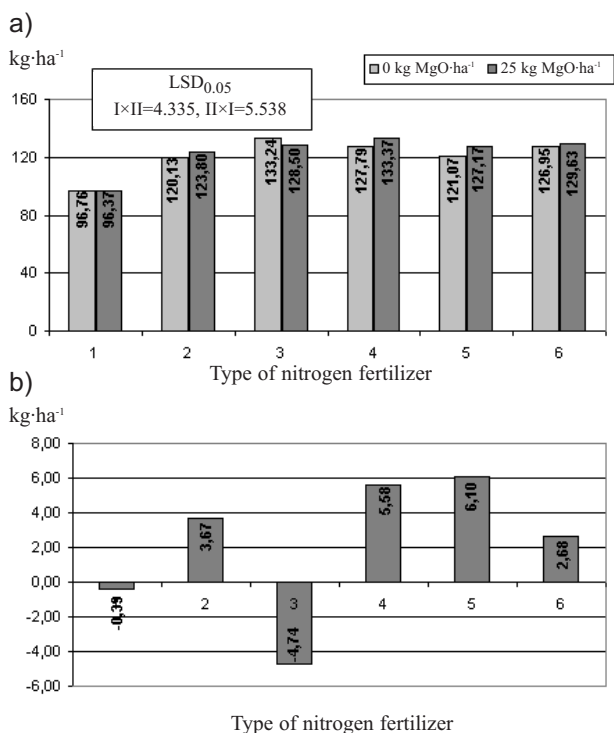 a)
kg·ha⁻¹
0 kg MgO·ha⁻¹ 25 kg MgO·ha⁻¹
LSD₀.₀₅
I×II=4.335, II×I=5.538
160
120
80
40
0
96,76 96,37 120,13 123,80 133,24 128,50 127,79 133,37 121,07 127,17 126,95 129,63
1 2 3 4 5 6
Type of nitrogen fertilizer
b)
kg·ha⁻¹
8,00
6,00
4,00
2,00
0,00
-2,00
-4,00
-6,00
-0,39 3,67 -4,74 5,58 6,10 2,68
2 3 4 5 6
Type of nitrogen fertilizer